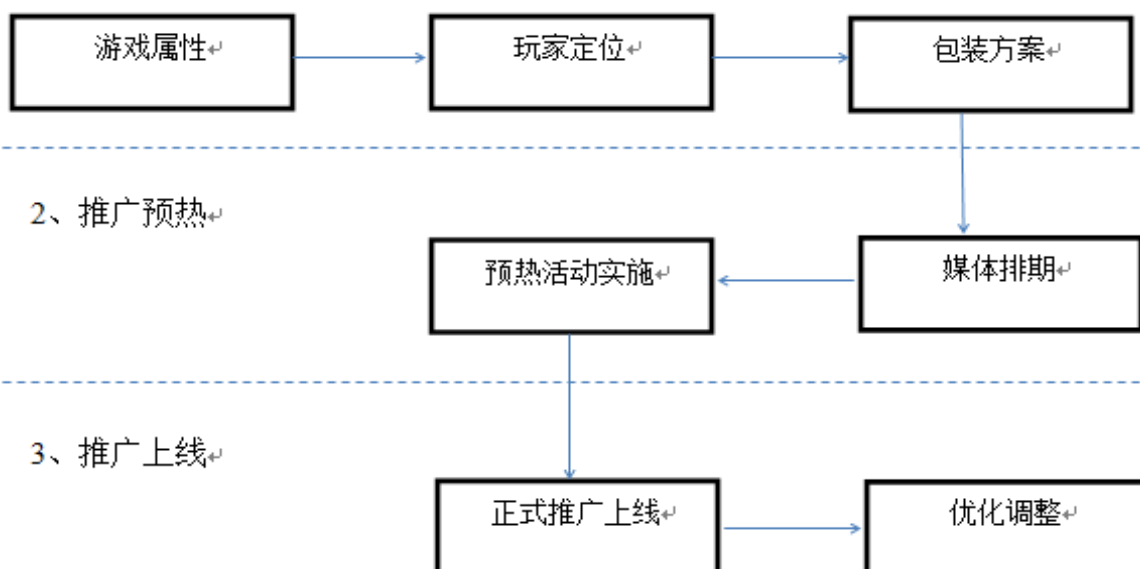 游戏属性
玩家定位
包装方案
2、推广预热
预热活动实施
媒体排期
3、推广上线
正式推广上线
优化调整